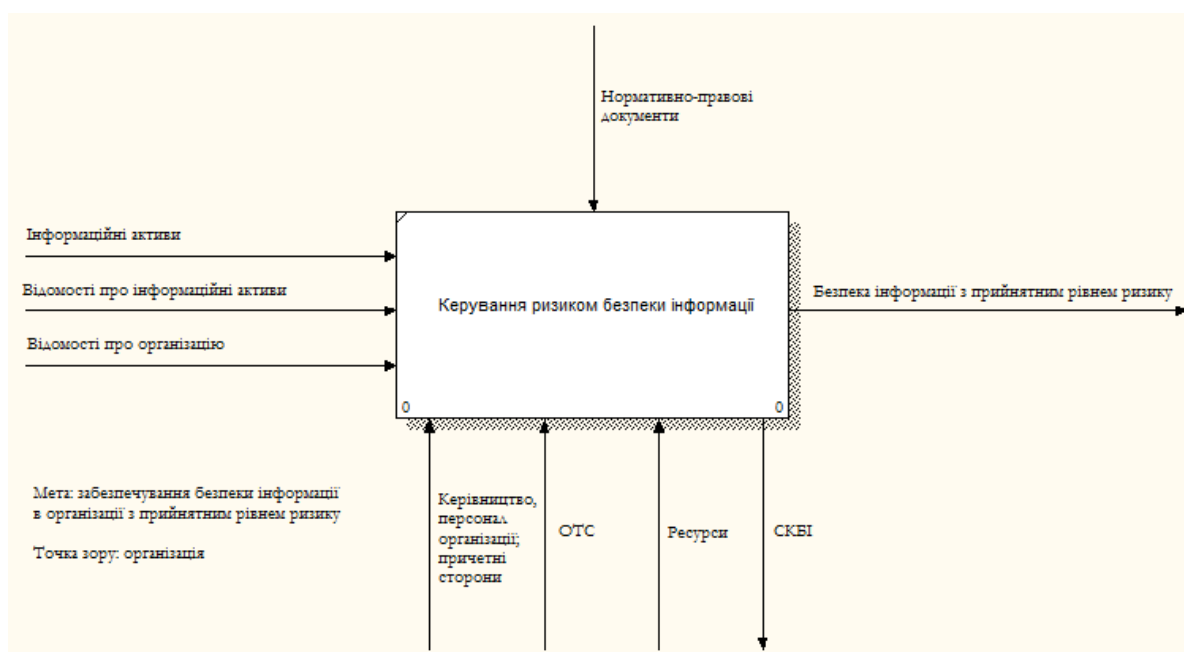 Нормативно-правові
документи
Інформаційні активи
Відомості про інформаційні активи
Відомості про організацію
Керування ризиком безпеки інформації
0
0
Безпека інформації з прийнятним рівнем ризику
Мета: забезпечування безпеки інформації
в організації з прийнятним рівнем ризику
Точка зору: організація
Керівництво,
персонал
організації;
причетні
сторони
ОТС
Ресурси
СКБІ